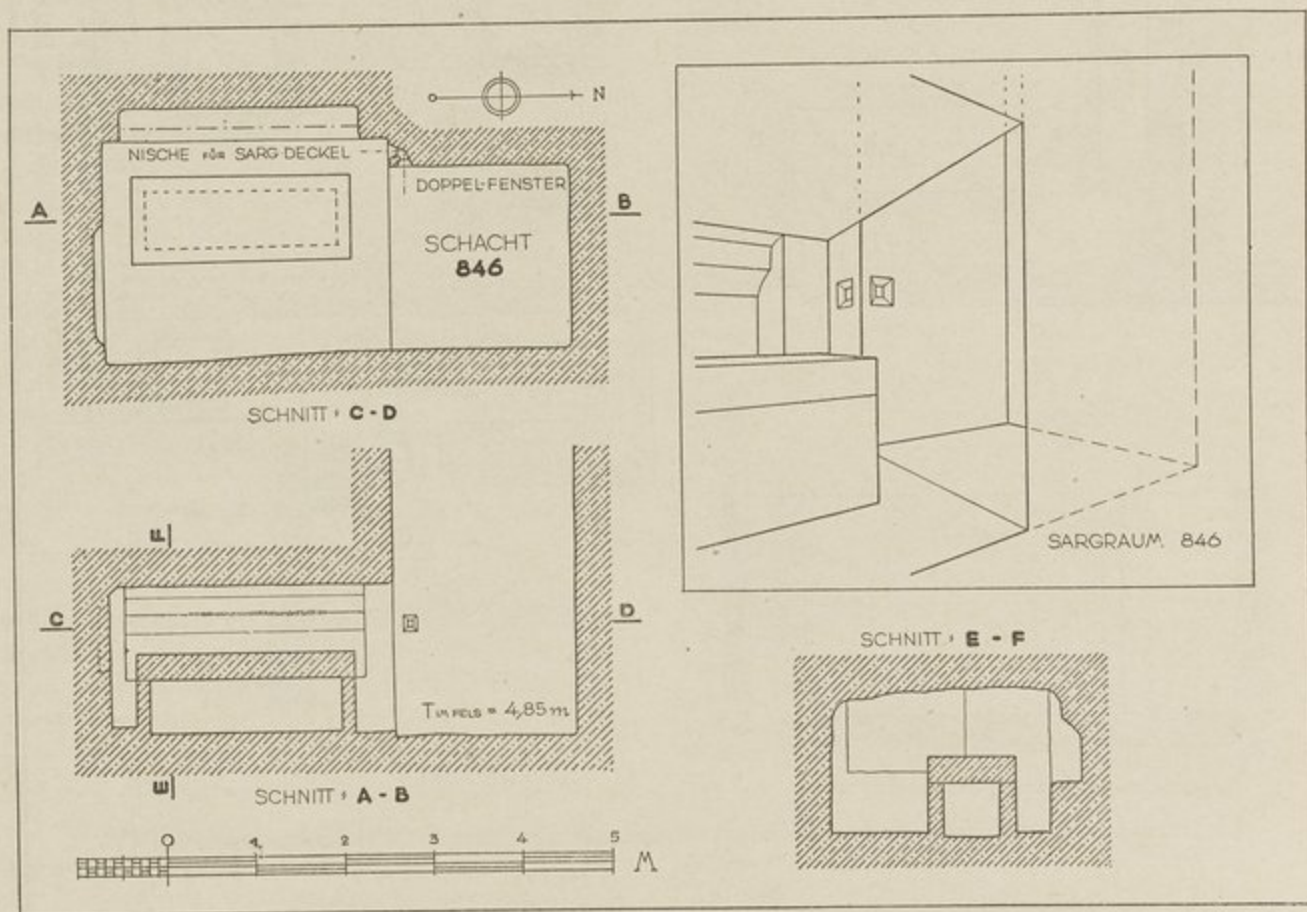 N
NISCHE FÜR SARG DECKEL
DOPPEL-FENSTER
A
B
SCHACHT
846
SCHNITT : C - D
F
C
D
T IM FELS = 4,85 m
E
SCHNITT : A - B
0 1 2 3 4 5 M
SARGRAUM. 846
SCHNITT : E - F